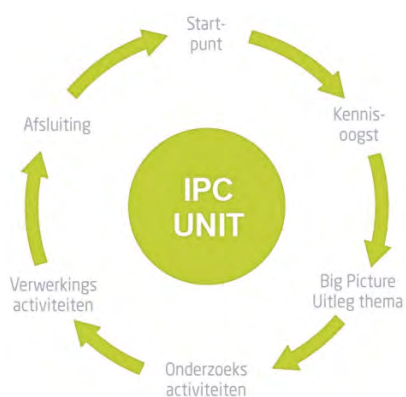 Start-
punt
Kennis-
oogst
Big Picture
Uitleg thema
Onderzoeks
activiteiten
Verwerkings
activiteiten
Afsluiting
IPC
UNIT